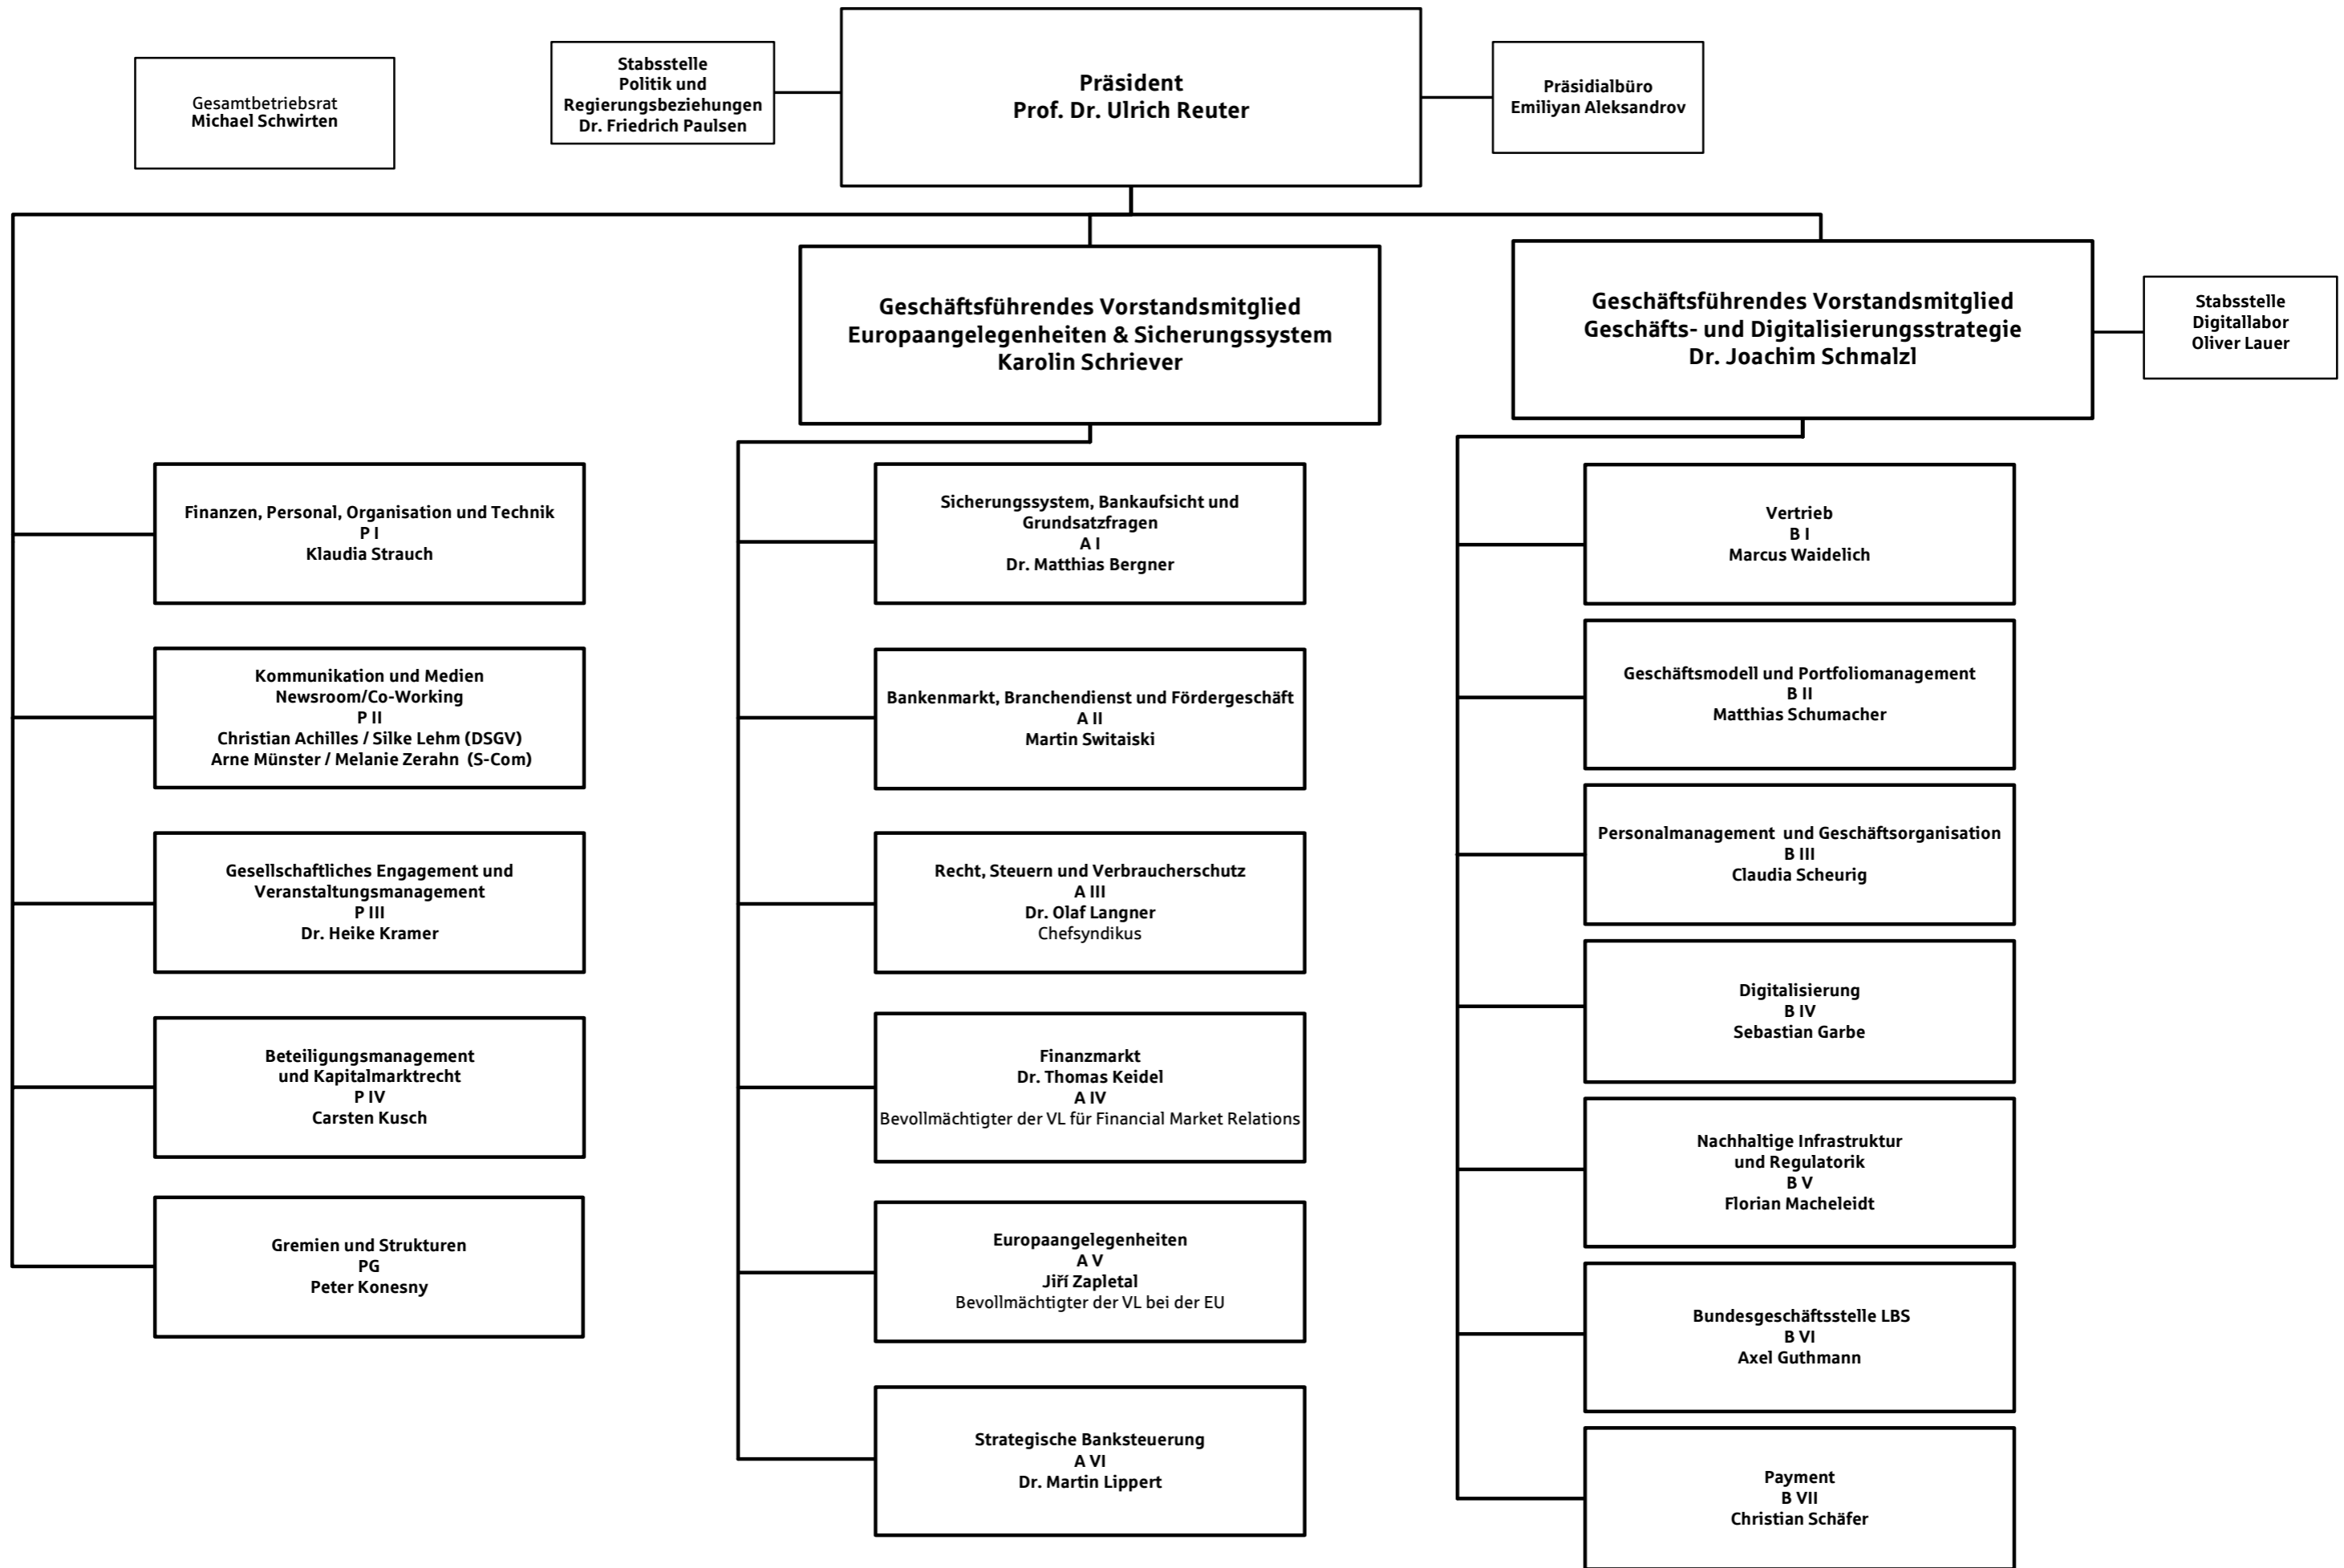 Gesamtbetriebsrat
Michael Schwirten
Stabsstelle
Politik und
Regierungsbeziehungen
Dr. Friedrich Paulsen
Präsident
Prof. Dr. Ulrich Reuter
Präsidialbüro
Emiliyan Aleksandrov
Geschäftsführendes Vorstandsmitglied
Europaangelegenheiten & Sicherungssystem
Karolin Schriever
Geschäftsführendes Vorstandsmitglied
Geschäfts- und Digitalisierungsstrategie
Dr. Joachim Schmalzl
Stabsstelle
Digitallabor
Oliver Lauer
Finanzen, Personal, Organisation und Technik
P I
Klaudia Strauch
Kommunikation und Medien
Newsroom/Co-Working
P II
Christian Achilles / Silke Lehm (DSGV)
Arne Münster / Melanie Zerahn (S-Com)
Gesellschaftliches Engagement und
Veranstaltungsmanagement
P III
Dr. Heike Kramer
Beteiligungsmanagement
und Kapitalmarktrecht
P IV
Carsten Kusch
Gremien und Strukturen
PG
Peter Konesny
Sicherungssystem, Bankaufsicht und
Grundsatzfragen
A I
Dr. Matthias Bergner
Bankenmarkt, Branchendienst und Fördergeschäft
A II
Martin Switaiski
Recht, Steuern und Verbraucherschutz
A III
Dr. Olaf Langner
Chefsyndikus
Finanzmarkt
Dr. Thomas Keidel
A IV
Bevollmächtigter der VL für Financial Market Relations
Europaangelegenheiten
A V
Jiří Zapletal
Bevollmächtigter der VL bei der EU
Strategische Banksteuerung
A VI
Dr. Martin Lippert
Vertrieb
B I
Marcus Waidelich
Geschäftsmodell und Portfoliomanagement
B II
Matthias Schumacher
Personalmanagement und Geschäftsorganisation
B III
Claudia Scheurig
Digitalisierung
B IV
Sebastian Garbe
Nachhaltige Infrastruktur
und Regulatorik
B V
Florian Macheleidt
Bundesgeschäftsstelle LBS
B VI
Axel Guthmann
Payment
B VII
Christian Schäfer